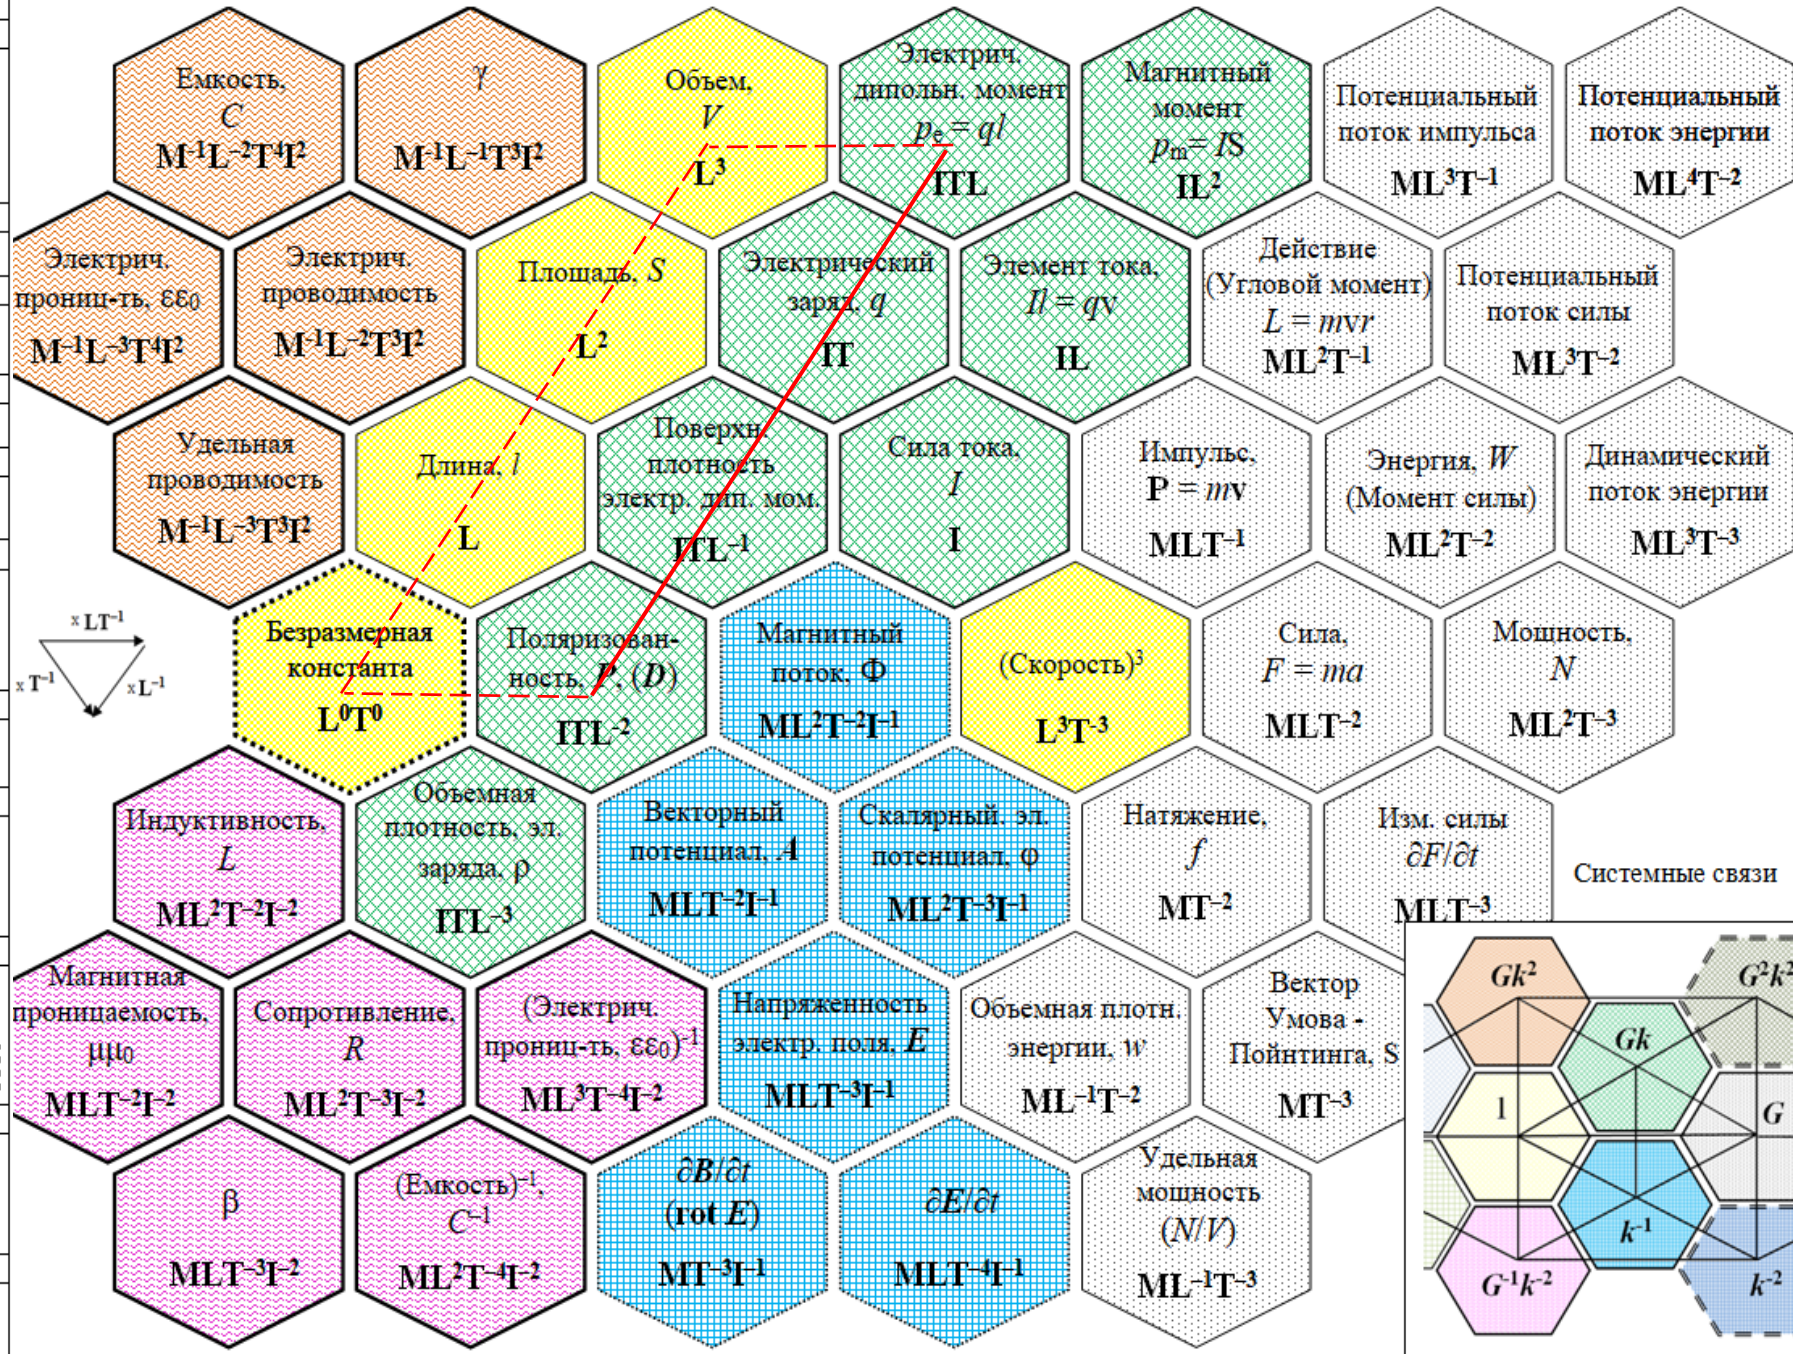 Емкость,
C
M⁻¹L⁻²T⁴I²
γ
M⁻¹L⁻¹T³I²
Объем,
V
L³
Электрич.
дипольн. момент
pₑ = ql
ITL
Магнитный
момент
pₘ= IS
IL²
Потенциальный
поток импульса
ML³T⁻¹
Потенциальный
поток энергии
ML⁴T⁻²
Электрич.
прониц-ть, εε₀
M⁻¹L⁻³T⁴I²
Электрич.
проводимость
M⁻¹L⁻²T³I²
Площадь, S
L²
Электрический
заряд, q
IT
Элемент тока,
Il = qv
IL
Действие
(Угловой момент)
L = mvr
ML²T⁻¹
Потенциальный
поток силы
ML³T⁻²
Удельная
проводимость
M⁻¹L⁻³T³I²
Длина, l
L
Поверхн.
плотность
электр. дип. мом.
ITL⁻¹
Сила тока,
I
I
Импульс,
P = mv
MLT⁻¹
Энергия, W
(Момент силы)
ML²T⁻²
Динамический
поток энергии
ML³T⁻³
x LT⁻¹
x T⁻¹
x L⁻¹
Безразмерная
константа
L⁰T⁰
Поляризован-
ность, P, (D)
ITL⁻²
Магнитный
поток, Φ
ML²T⁻²I⁻¹
(Скорость)³
L³T⁻³
Сила,
F = ma
MLT⁻²
Мощность,
N
ML²T⁻³
Индуктивность,
L
ML²T⁻²I⁻²
Объемная
плотность, эл.
заряда, ρ
ITL⁻³
Векторный
потенциал, A
MLT⁻²I⁻¹
Скалярный. эл.
потенциал, φ
ML²T⁻³I⁻¹
Натяжение,
f
MT⁻²
Изм. силы
∂F/∂t
MLT⁻³
Системные связи
Магнитная
проницаемость,
μμ₀
MLT⁻²I⁻²
Сопротивление,
R
ML²T⁻³I⁻²
(Электрич.
прониц-ть, εε₀)⁻¹
ML³T⁻⁴I⁻²
Напряженность
электр. поля, E
MLT⁻³I⁻¹
Объемная плотн.
энергии, w
ML⁻¹T⁻²
Вектор
Умова -
Пойнтинга, S
MT⁻³
β
MLT⁻³I⁻²
(Емкость)⁻¹,
C⁻¹
ML²T⁻⁴I⁻²
∂B/∂t
(rot E)
MT⁻³I⁻¹
∂E/∂t
MLT⁻⁴I⁻¹
Удельная
мощность
(N/V)
ML⁻¹T⁻³
Gk²
G²k²
Gk
1
G
k⁻¹
G⁻¹k⁻²
k⁻²